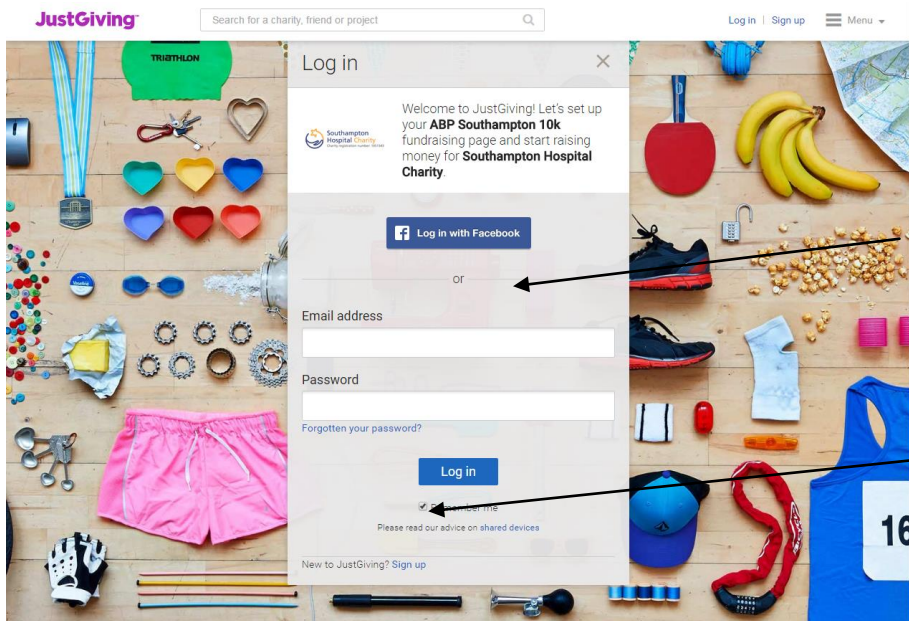 JustGiving™
Search for a charity, friend or project
Log in | Sign up
Menu
TRIATHLON
Log in
Southampton
Hospital Charity
Welcome to JustGiving! Let's set up
your ABP Southampton 10k
fundraising page and start raising
money for Southampton Hospital
Charity.
Log in with Facebook
or
Email address
Password
Forgotten your password?
Log in
Remember me
Please read our advice on shared devices
New to JustGiving? Sign up
16